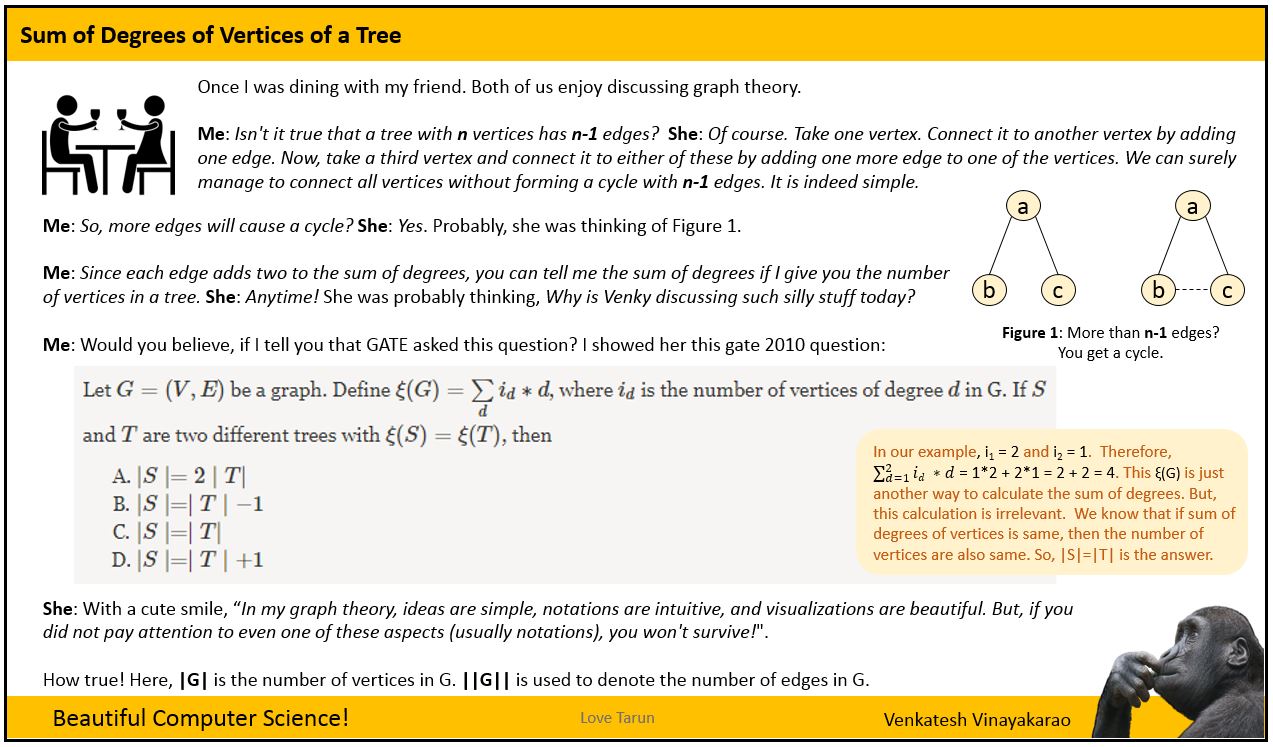 Sum of Degrees of Vertices of a Tree
Once I was dining with my friend. Both of us enjoy discussing graph theory.
Me: Isn't it true that a tree with n vertices has n-1 edges? She: Of course. Take one vertex. Connect it to another vertex by adding
one edge. Now, take a third vertex and connect it to either of these by adding one more edge to one of the vertices. We can surely
manage to connect all vertices without forming a cycle with n-1 edges. It is indeed simple.
Me: So, more edges will cause a cycle? She: Yes. Probably, she was thinking of Figure 1.
Me: Since each edge adds two to the sum of degrees, you can tell me the sum of degrees if I give you the number
of vertices in a tree. She: Anytime! She was probably thinking, Why is Venky discussing such silly stuff today?
a
b
c
a
b
c
Figure 1: More than n-1 edges?
You get a cycle.
Me: Would you believe, if I tell you that GATE asked this question? I showed her this gate 2010 question:
Let G = (V, E) be a graph. Define ξ(G) = ∑ i_d * d, where i_d is the number of vertices of degree d in G. If S
d
and T are two different trees with ξ(S) = ξ(T), then
A. |S |= 2 | T|
B. |S |=| T | −1
C. |S |=| T|
D. |S |=| T | +1
In our example, i₁ = 2 and i₂ = 1. Therefore,
∑²_{d=1} i_d * d = 1*2 + 2*1 = 2 + 2 = 4. This ξ(G) is just
another way to calculate the sum of degrees. But,
this calculation is irrelevant. We know that if sum of
degrees of vertices is same, then the number of
vertices are also same. So, |S|=|T| is the answer.
She: With a cute smile, “In my graph theory, ideas are simple, notations are intuitive, and visualizations are beautiful. But, if you
did not pay attention to even one of these aspects (usually notations), you won't survive!".
How true! Here, |G| is the number of vertices in G. ||G|| is used to denote the number of edges in G.
Beautiful Computer Science!
Love Tarun
Venkatesh Vinayakarao